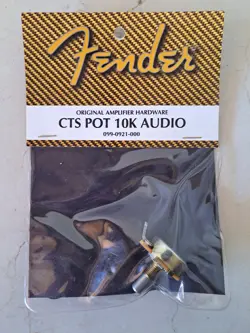 Fender
ORIGINAL AMPLIFIER HARDWARE
CTS POT 10K AUDIO
099-0921-000